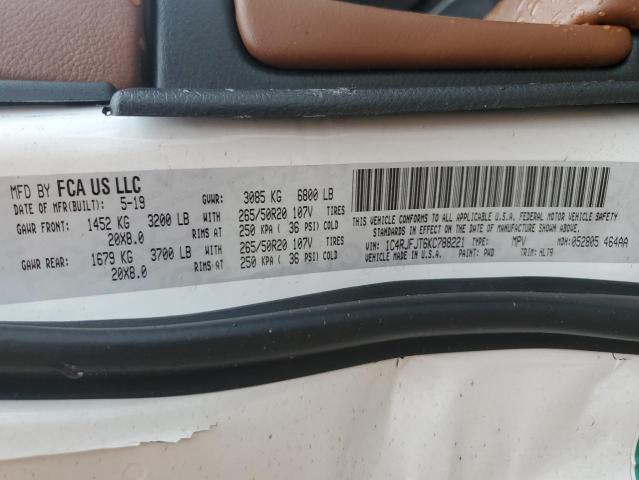 MFD BY FCA US LLC
DATE OF MFR(BUILT): 5-19 GVWR: 3085 KG 6800 LB
GAWR FRONT: 1452 KG 3200 LB WITH 265/50R20 107V TIRES
20X8.0 RIMS AT 250 KPA ( 36 PSI) COLD
GAWR REAR: 1679 KG 3700 LB WITH 265/50R20 107V TIRES
20X8.0 RIMS AT 250 KPA ( 36 PSI) COLD
THIS VEHICLE CONFORMS TO ALL APPLICABLE U.S.A. FEDERAL MOTOR VEHICLE SAFETY
STANDARDS IN EFFECT ON THE DATE OF MANUFACTURE SHOWN ABOVE.
VIN: 1C4RJFJT6KC788221 TYPE: MPV MDH: 052805 464AA
VEHICLE MADE IN U.S.A. PAINT: PWD TRIM: HLT9